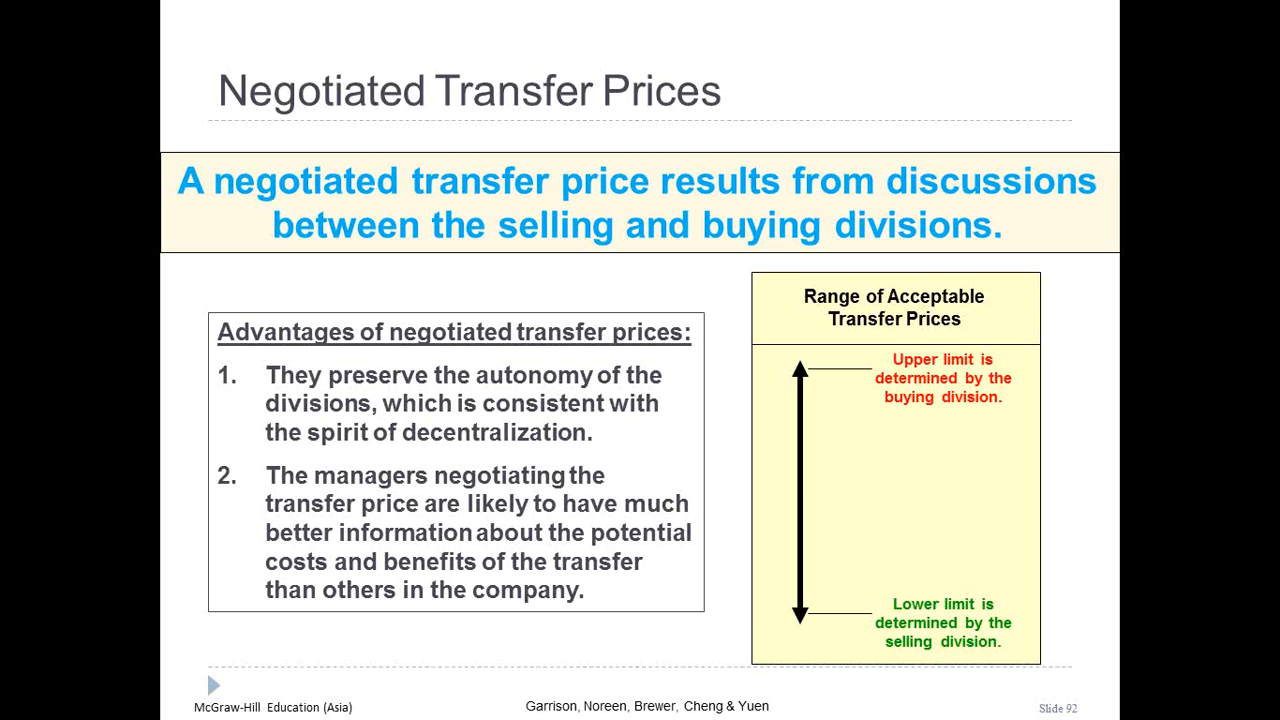 Negotiated Transfer Prices
A negotiated transfer price results from discussions
between the selling and buying divisions.
Advantages of negotiated transfer prices:
1. They preserve the autonomy of the
divisions, which is consistent with
the spirit of decentralization.
2. The managers negotiating the
transfer price are likely to have much
better information about the potential
costs and benefits of the transfer
than others in the company.
Range of Acceptable
Transfer Prices
Upper limit is
determined by the
buying division.
Lower limit is
determined by the
selling division.
McGraw-Hill Education (Asia)
Garrison, Noreen, Brewer, Cheng & Yuen
Slide 92